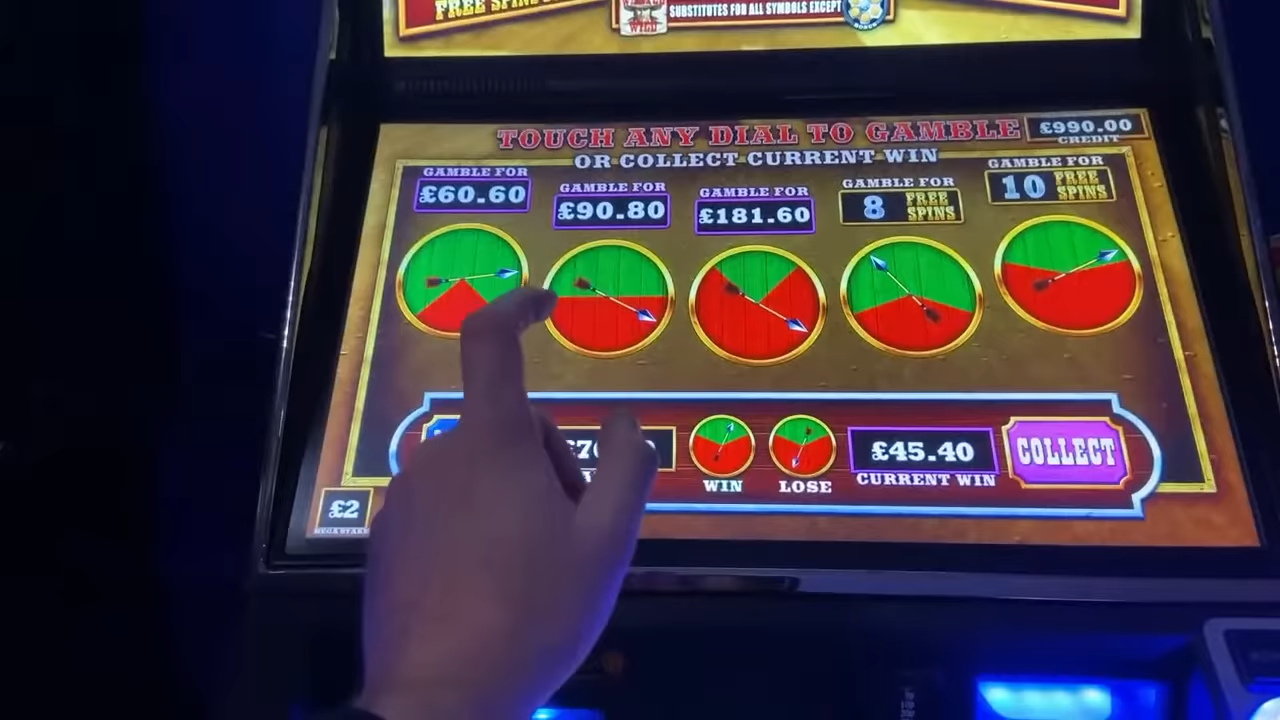 FREE SPINS
WILD
SUBSTITUTES FOR ALL SYMBOLS EXCEPT
BONUS
TOUCH ANY DIAL TO GAMBLE
OR COLLECT CURRENT WIN
£990.00
CREDIT
GAMBLE FOR
£60.60
GAMBLE FOR
£90.80
GAMBLE FOR
£181.60
GAMBLE FOR
8 FREE
SPINS
GAMBLE FOR
10 FREE
SPINS
WIN
LOSE
£45.40
CURRENT WIN
COLLECT
£2
MEGASTAKE